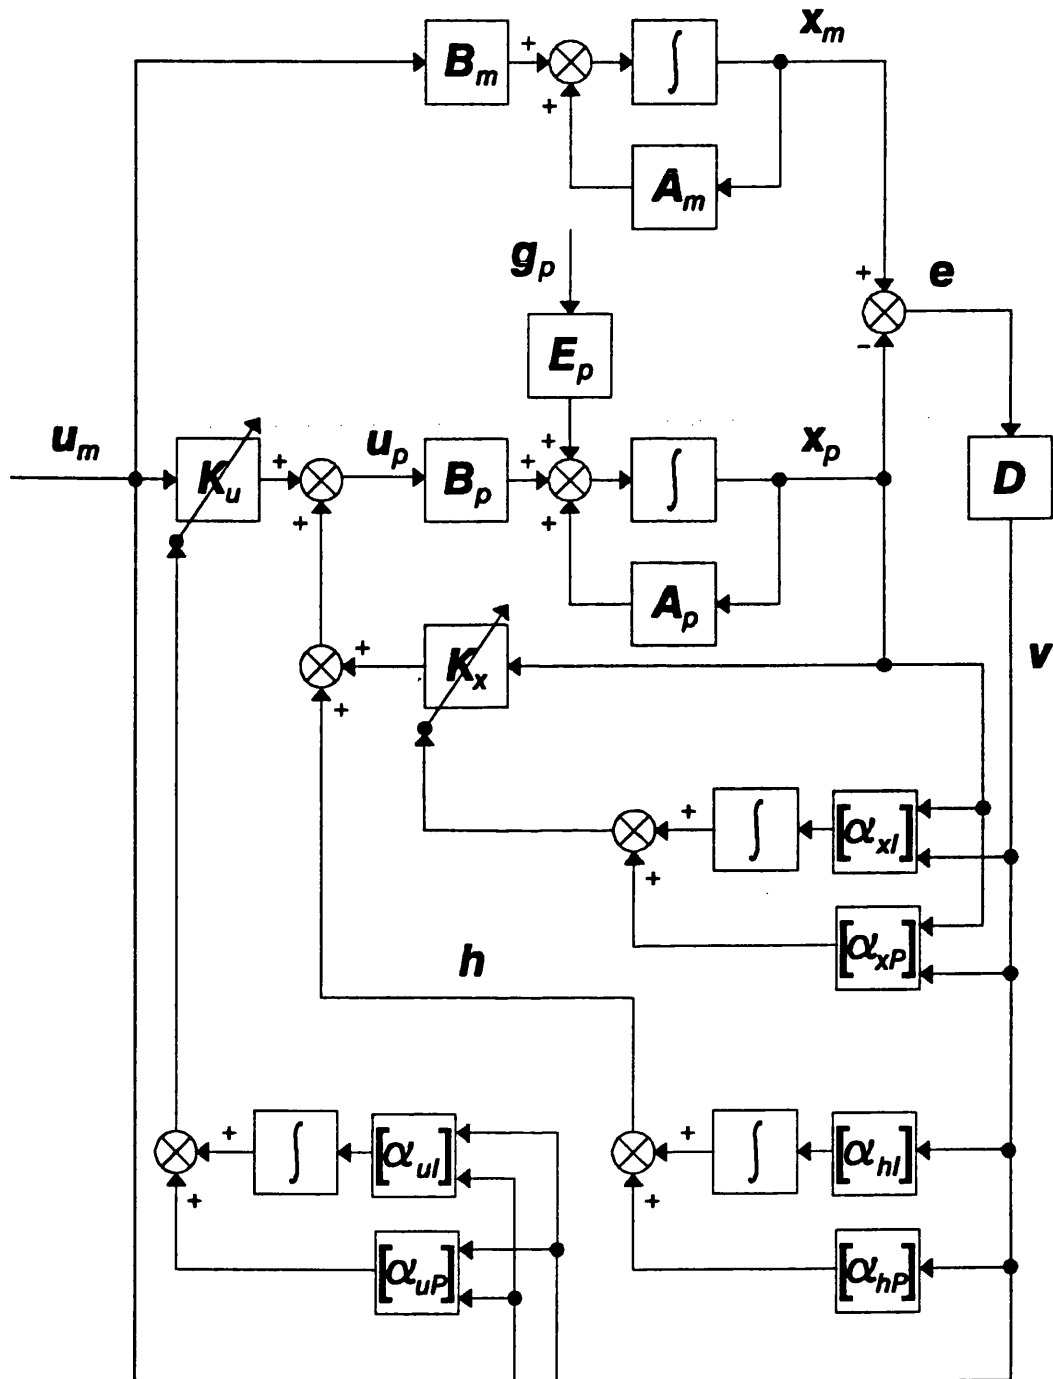 x_m
B_m + ∫
+
A_m
g_p
+ e
E_p
−
u_m K_u + u_p B_p + + ∫ x_p D
+ +
A_p
+ K_x v
+
+ ∫ [α_xI]
+
[α_xP]
h
+ ∫ [α_uI] + ∫ [α_hI]
+ +
[α_uP] [α_hP]